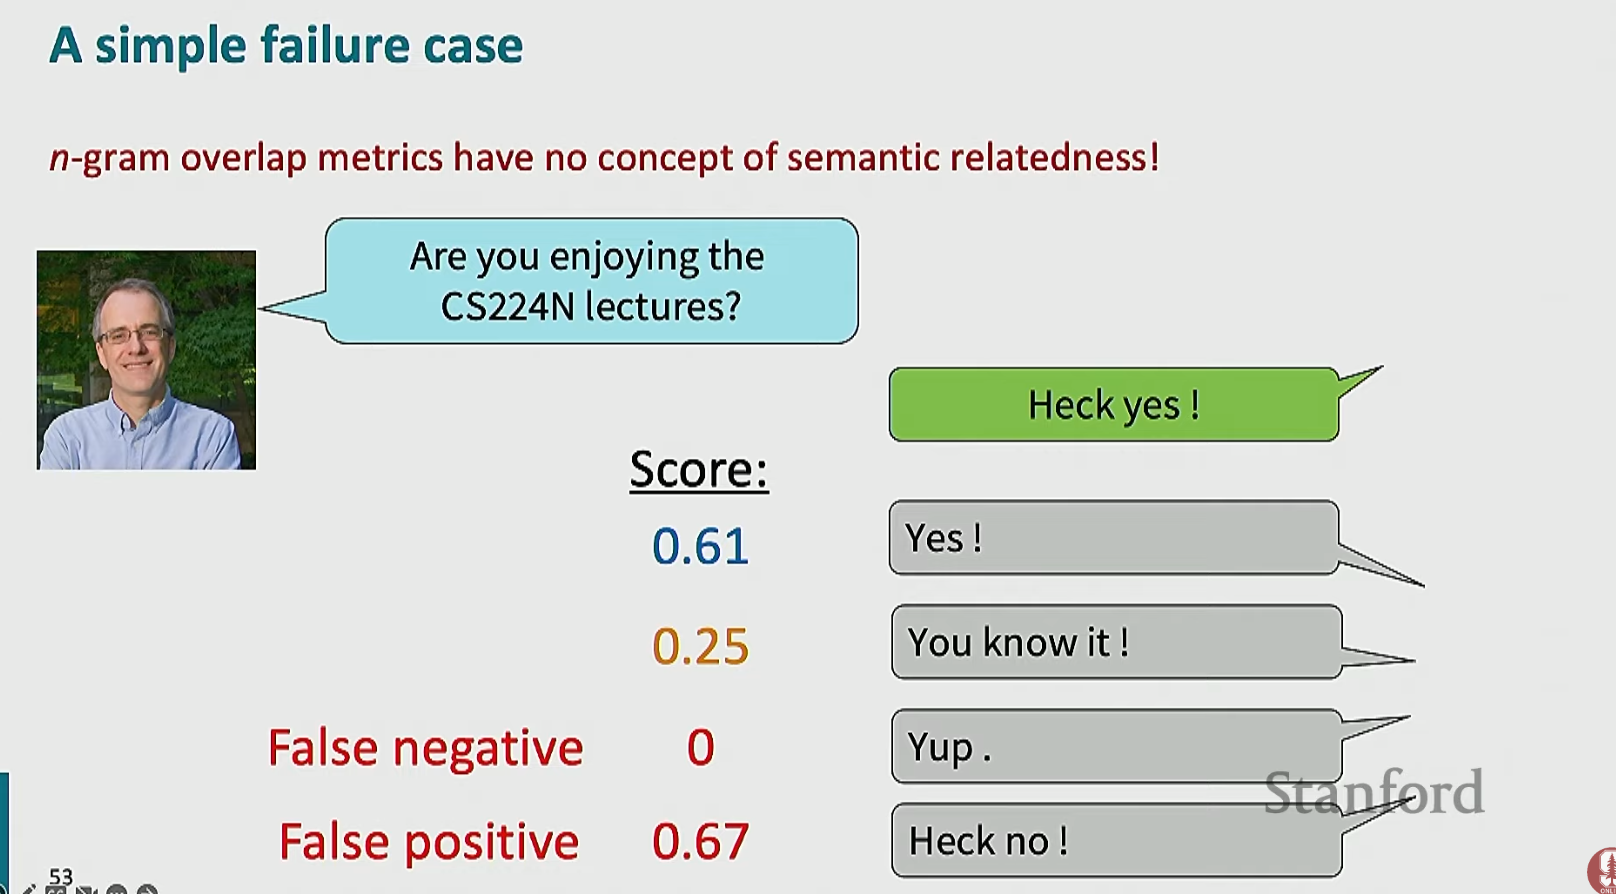 A simple failure case
n-gram overlap metrics have no concept of semantic relatedness!
Are you enjoying the
CS224N lectures?
Heck yes !
Score:
0.61
Yes !
0.25
You know it !
False negative
0
Yup .
Stanford
False positive
0.67
Heck no !
53